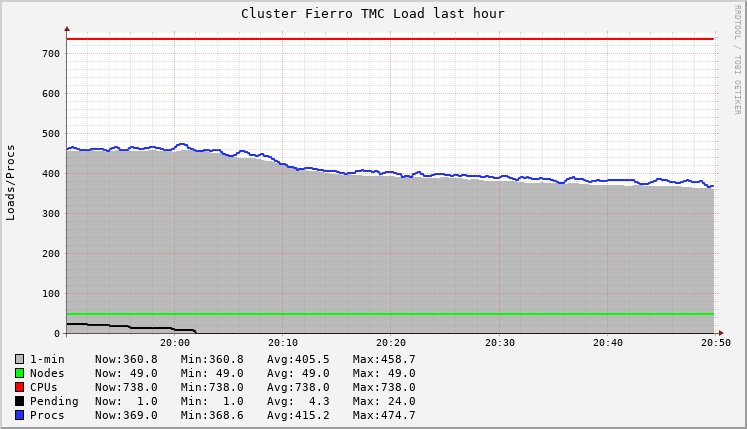 Cluster Fierro TMC Load last hour
RRDTOOL / TOBI OETIKER
Loads/Procs
700
600
500
400
300
200
100
0
20:00 20:10 20:20 20:30 20:40 20:50
1-min Now:360.8 Min:360.8 Avg:405.5 Max:458.7
Nodes Now: 49.0 Min: 49.0 Avg: 49.0 Max: 49.0
CPUs Now:738.0 Min:738.0 Avg:738.0 Max:738.0
Pending Now: 1.0 Min: 1.0 Avg: 4.3 Max: 24.0
Procs Now:369.0 Min:368.6 Avg:415.2 Max:474.7